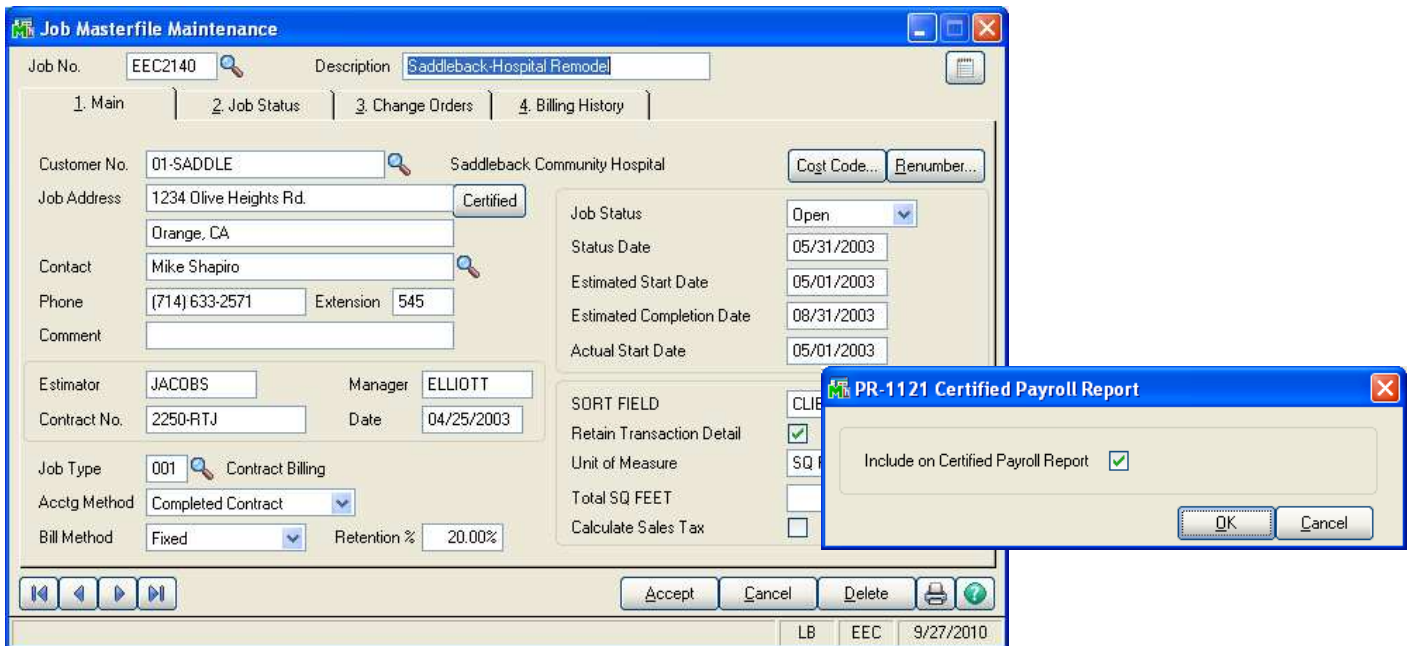 Job Masterfile Maintenance
Job No. EEC2140 Description Saddleback-Hospital Remodel
1. Main 2. Job Status 3. Change Orders 4. Billing History
Customer No. 01-SADDLE Saddleback Community Hospital Cost Code... Renumber...
Job Address 1234 Olive Heights Rd. Certified
Orange, CA
Contact Mike Shapiro
Phone (714) 633-2571 Extension 545
Comment
Estimator JACOBS Manager ELLIOTT
Contract No. 2250-RTJ Date 04/25/2003
Job Type 001 Contract Billing
Acctg Method Completed Contract
Bill Method Fixed Retention % 20.00%
Job Status Open
Status Date 05/31/2003
Estimated Start Date 05/01/2003
Estimated Completion Date 08/31/2003
Actual Start Date 05/01/2003
SORT FIELD
Retain Transaction Detail
Unit of Measure SQ
Total SQ FEET
Calculate Sales Tax
Accept Cancel Delete
LB EEC 9/27/2010
PR-1121 Certified Payroll Report
Include on Certified Payroll Report
OK Cancel